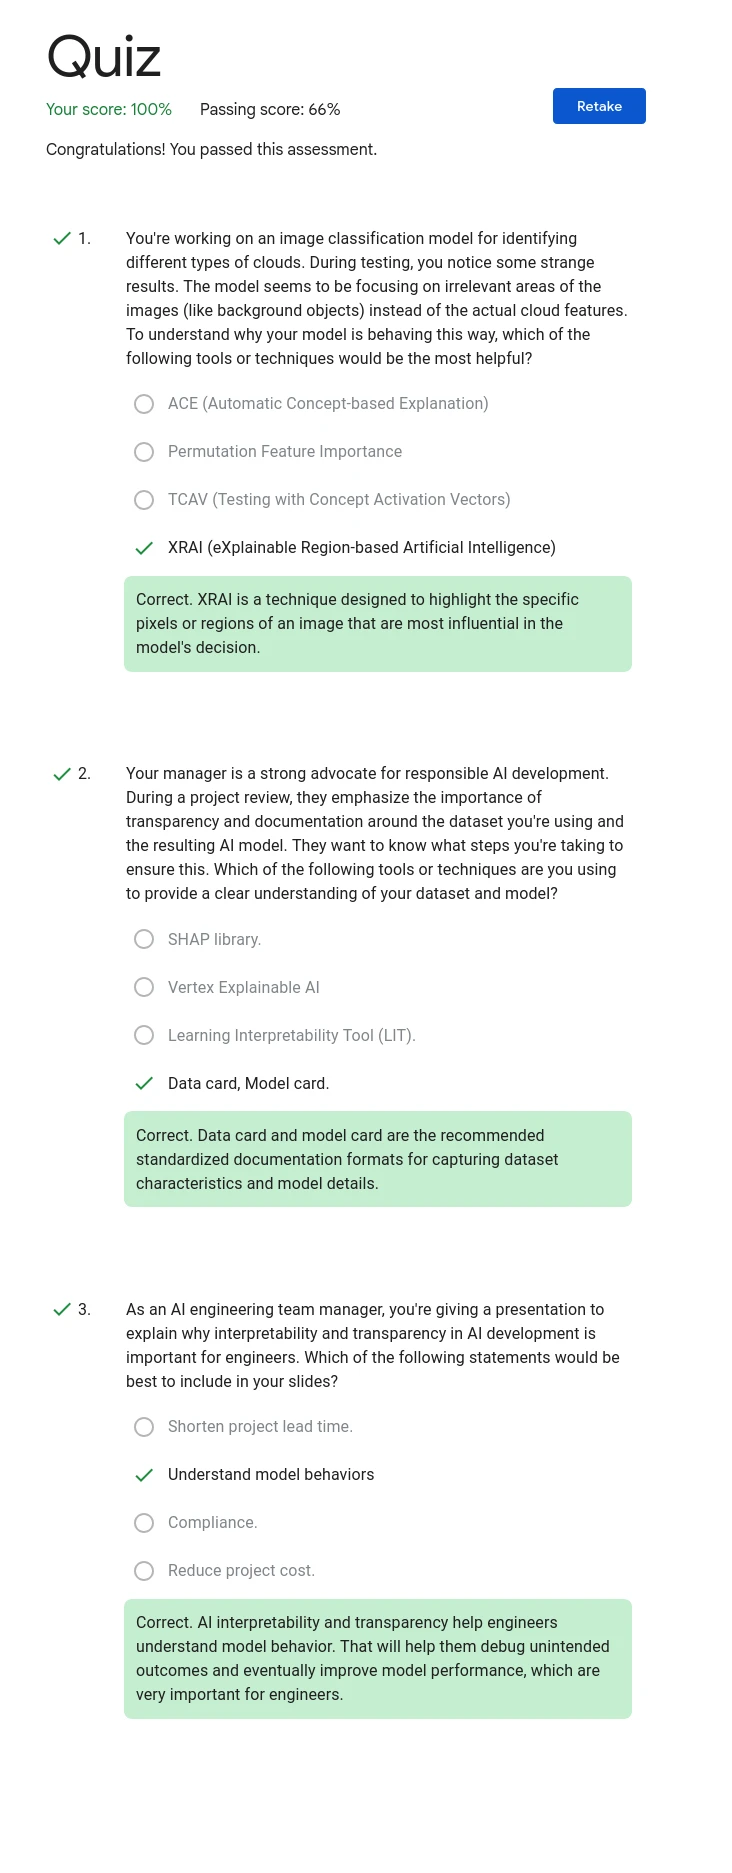 Quiz
Your score: 100% Passing score: 66%
Retake
Congratulations! You passed this assessment.
1. You're working on an image classification model for identifying
different types of clouds. During testing, you notice some strange
results. The model seems to be focusing on irrelevant areas of the
images (like background objects) instead of the actual cloud features.
To understand why your model is behaving this way, which of the
following tools or techniques would be the most helpful?
ACE (Automatic Concept-based Explanation)
Permutation Feature Importance
TCAV (Testing with Concept Activation Vectors)
XRAI (eXplainable Region-based Artificial Intelligence)
Correct. XRAI is a technique designed to highlight the specific
pixels or regions of an image that are most influential in the
model's decision.
2. Your manager is a strong advocate for responsible AI development.
During a project review, they emphasize the importance of
transparency and documentation around the dataset you're using and
the resulting AI model. They want to know what steps you're taking to
ensure this. Which of the following tools or techniques are you using
to provide a clear understanding of your dataset and model?
SHAP library.
Vertex Explainable AI
Learning Interpretability Tool (LIT).
Data card, Model card.
Correct. Data card and model card are the recommended
standardized documentation formats for capturing dataset
characteristics and model details.
3. As an AI engineering team manager, you're giving a presentation to
explain why interpretability and transparency in AI development is
important for engineers. Which of the following statements would be
best to include in your slides?
Shorten project lead time.
Understand model behaviors
Compliance.
Reduce project cost.
Correct. AI interpretability and transparency help engineers
understand model behavior. That will help them debug unintended
outcomes and eventually improve model performance, which are
very important for engineers.